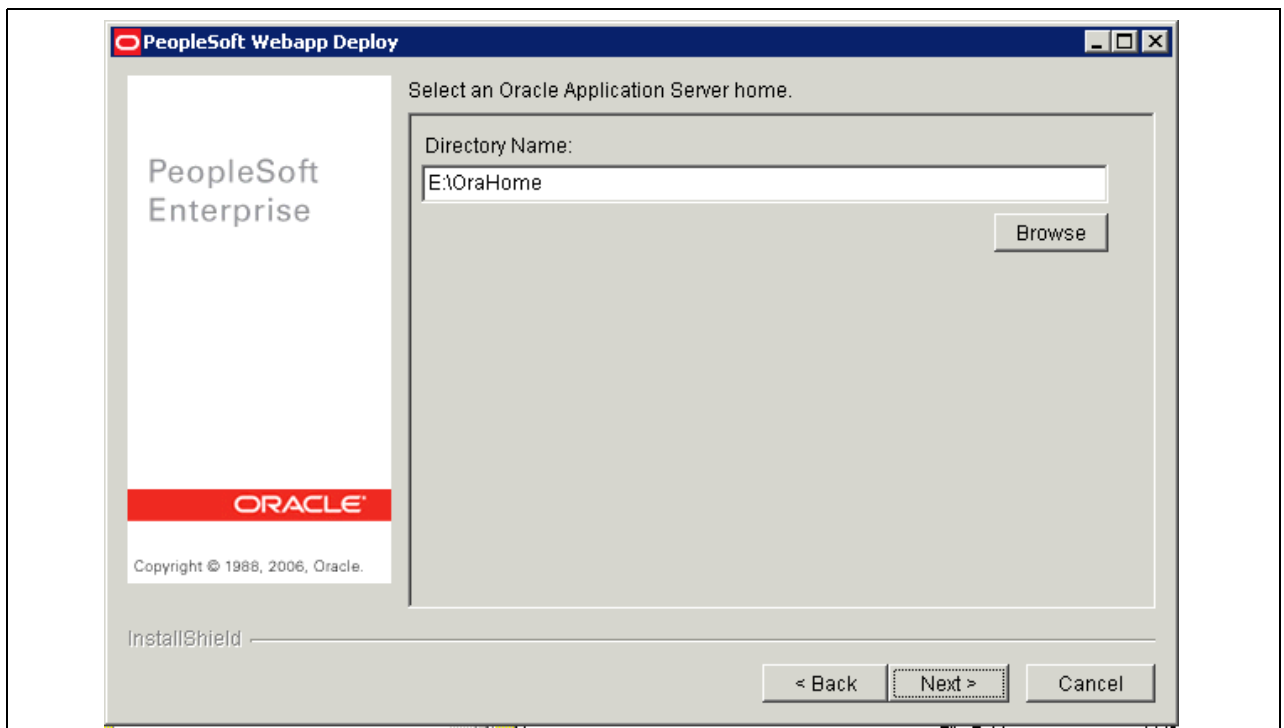 PeopleSoft Webapp Deploy
Select an Oracle Application Server home.
Directory Name:
E:\OraHome
Browse
PeopleSoft
Enterprise
ORACLE
Copyright © 1988, 2006, Oracle.
InstallShield
< Back
Next >
Cancel